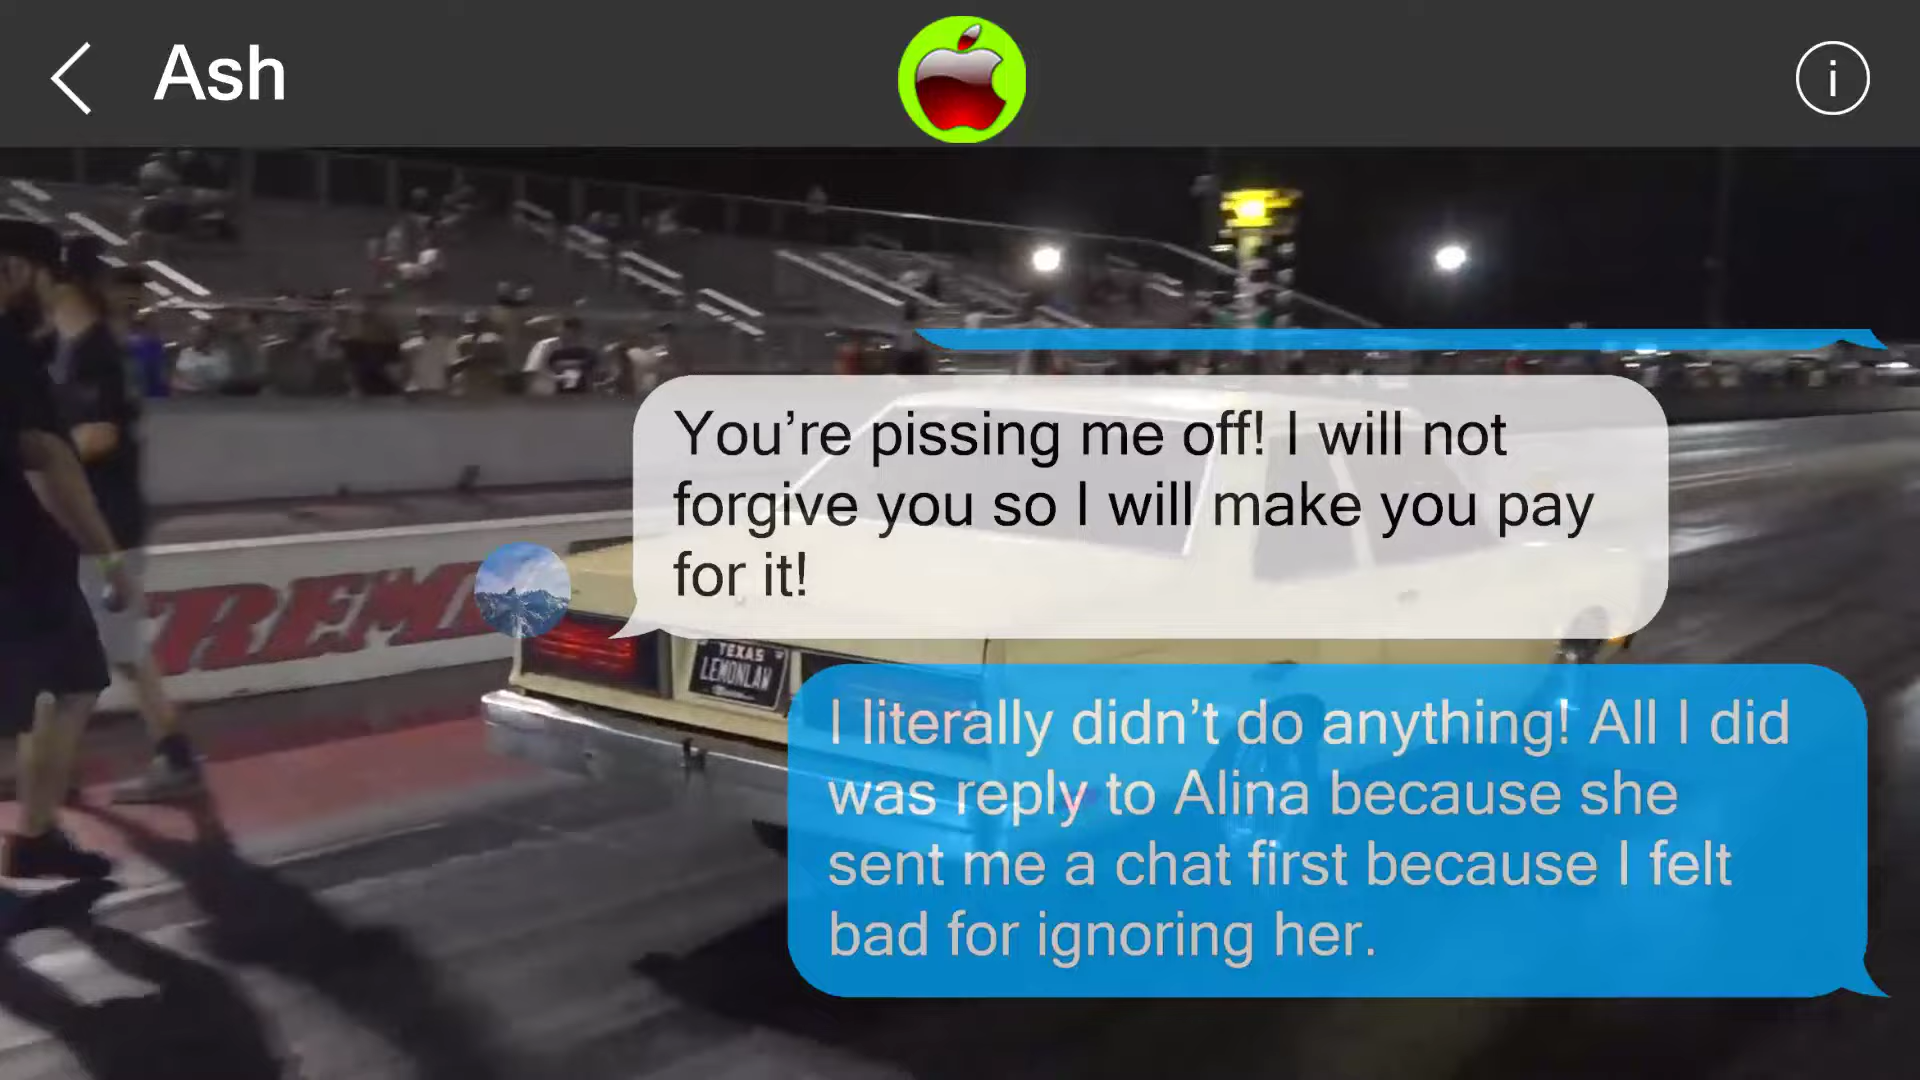 Ash
You’re pissing me off! I will not
forgive you so I will make you pay
for it!
REME
TEXAS
LEMONLAW
I literally didn’t do anything! All I did
was reply to Alina because she
sent me a chat first because I felt
bad for ignoring her.